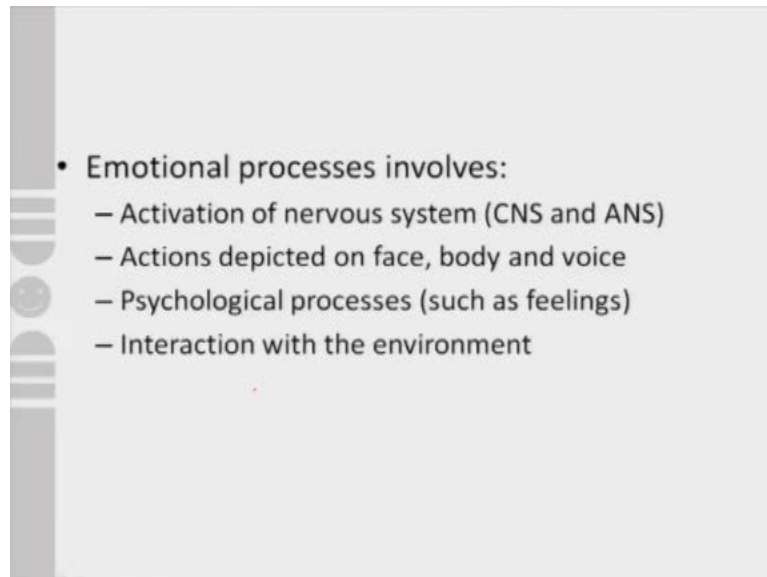 • Emotional processes involves:
– Activation of nervous system (CNS and ANS)
– Actions depicted on face, body and voice
– Psychological processes (such as feelings)
– Interaction with the environment